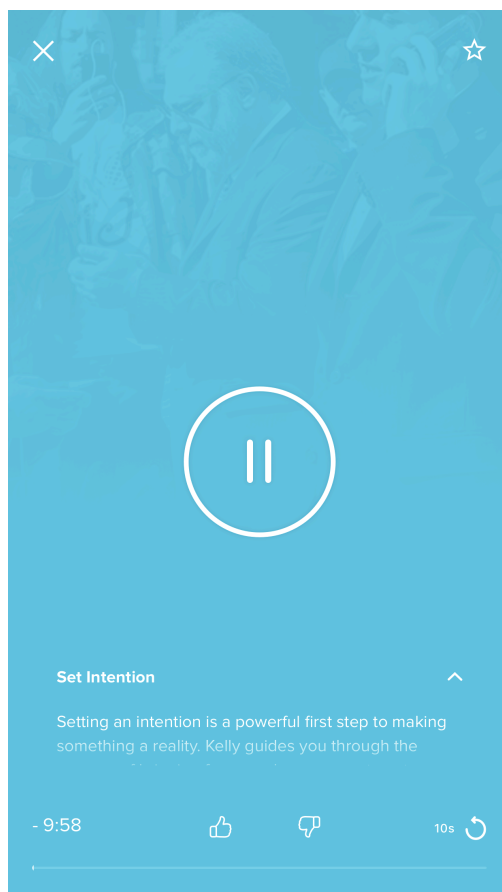 Set Intention
Setting an intention is a powerful first step to making
something a reality. Kelly guides you through the
- 9:58
10s